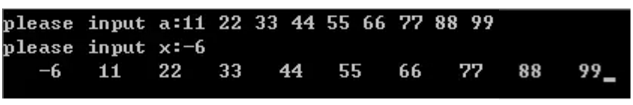 please input a:11 22 33 44 55 66 77 88 99
please input x:-6
-6 11 22 33 44 55 66 77 88 99_